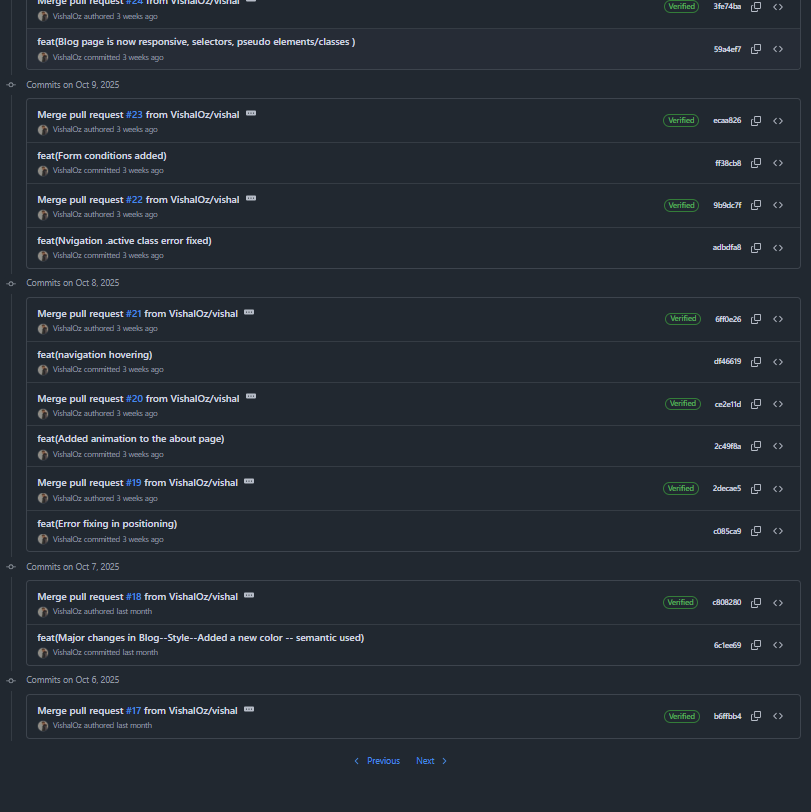 Merge pull request #24 from VishalOz/vishal
VishalOz authored 3 weeks ago
Verified 3fe74ba
feat(Blog page is now responsive, selectors, pseudo elements/classes )
VishalOz committed 3 weeks ago
59a4ef7
Commits on Oct 9, 2025
Merge pull request #23 from VishalOz/vishal
VishalOz authored 3 weeks ago
Verified ecaa826
feat(Form conditions added)
VishalOz committed 3 weeks ago
ff38cb8
Merge pull request #22 from VishalOz/vishal
VishalOz authored 3 weeks ago
Verified 9b9dc7f
feat(Nvigation .active class error fixed)
VishalOz committed 3 weeks ago
adbdfa8
Commits on Oct 8, 2025
Merge pull request #21 from VishalOz/vishal
VishalOz authored 3 weeks ago
Verified 6ff0e26
feat(navigation hovering)
VishalOz committed 3 weeks ago
df46619
Merge pull request #20 from VishalOz/vishal
VishalOz authored 3 weeks ago
Verified ce2e11d
feat(Added animation to the about page)
VishalOz committed 3 weeks ago
2c49f8a
Merge pull request #19 from VishalOz/vishal
VishalOz authored 3 weeks ago
Verified 2decae5
feat(Error fixing in positioning)
VishalOz committed 3 weeks ago
c085ca9
Commits on Oct 7, 2025
Merge pull request #18 from VishalOz/vishal
VishalOz authored last month
Verified c808280
feat(Major changes in Blog--Style--Added a new color -- semantic used)
VishalOz committed last month
6c1ee69
Commits on Oct 6, 2025
Merge pull request #17 from VishalOz/vishal
VishalOz authored last month
Verified b6ffbb4
Previous Next